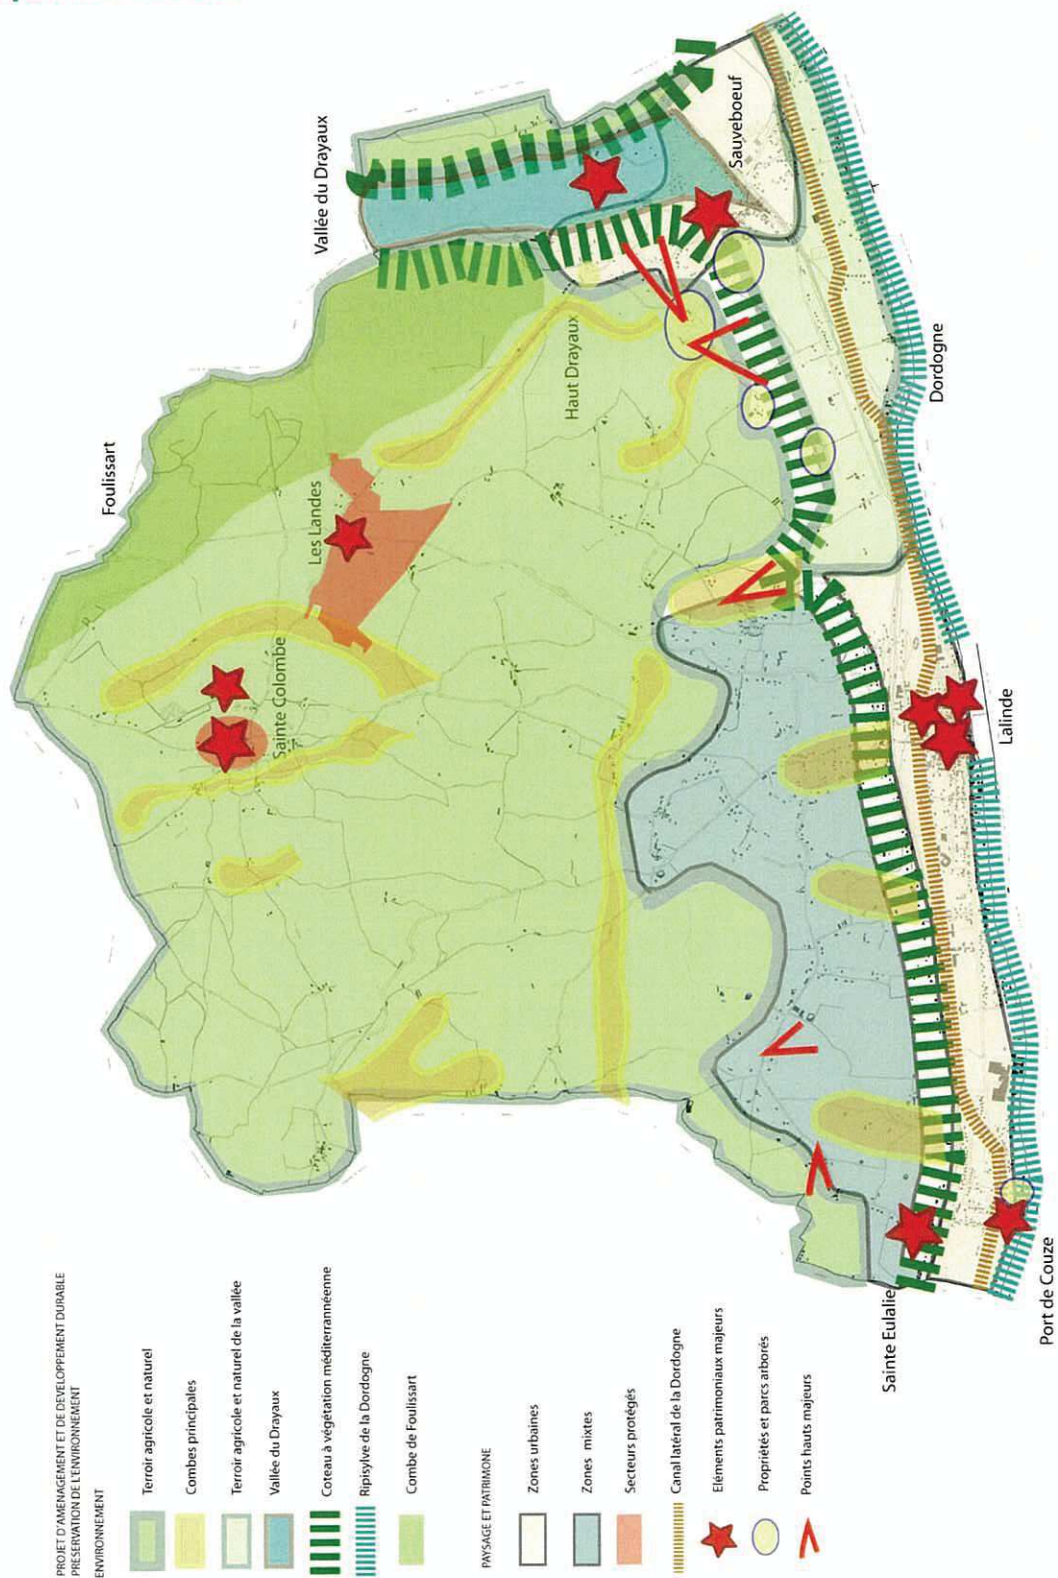 PROJET D'AMENAGEMENT ET DE DEVELOPPEMENT DURABLE
PRESERVATION DE L'ENVIRONNEMENT
ENVIRONNEMENT
Terroir agricole et naturel
Combes principales
Terroir agricole et naturel de la vallée
Vallée du Drayaux
Coteau à végétation méditerrannéenne
Ripisylve de la Dordogne
Combe de Foulissart
PAYSAGE ET PATRIMONE
Zones urbaines
Zones mixtes
Secteurs protégés
Canal latéral de la Dordogne
Eléments patrimoniaux majeurs
Propriétés et parcs arborés
Points hauts majeurs
Foulissart
Vallée du Drayaux
Sauveboeuf
Haut Drayaux
Les Landes
Sainte Colombe
Dordogne
Lalinde
Sainte Eulalie
Port de Couze